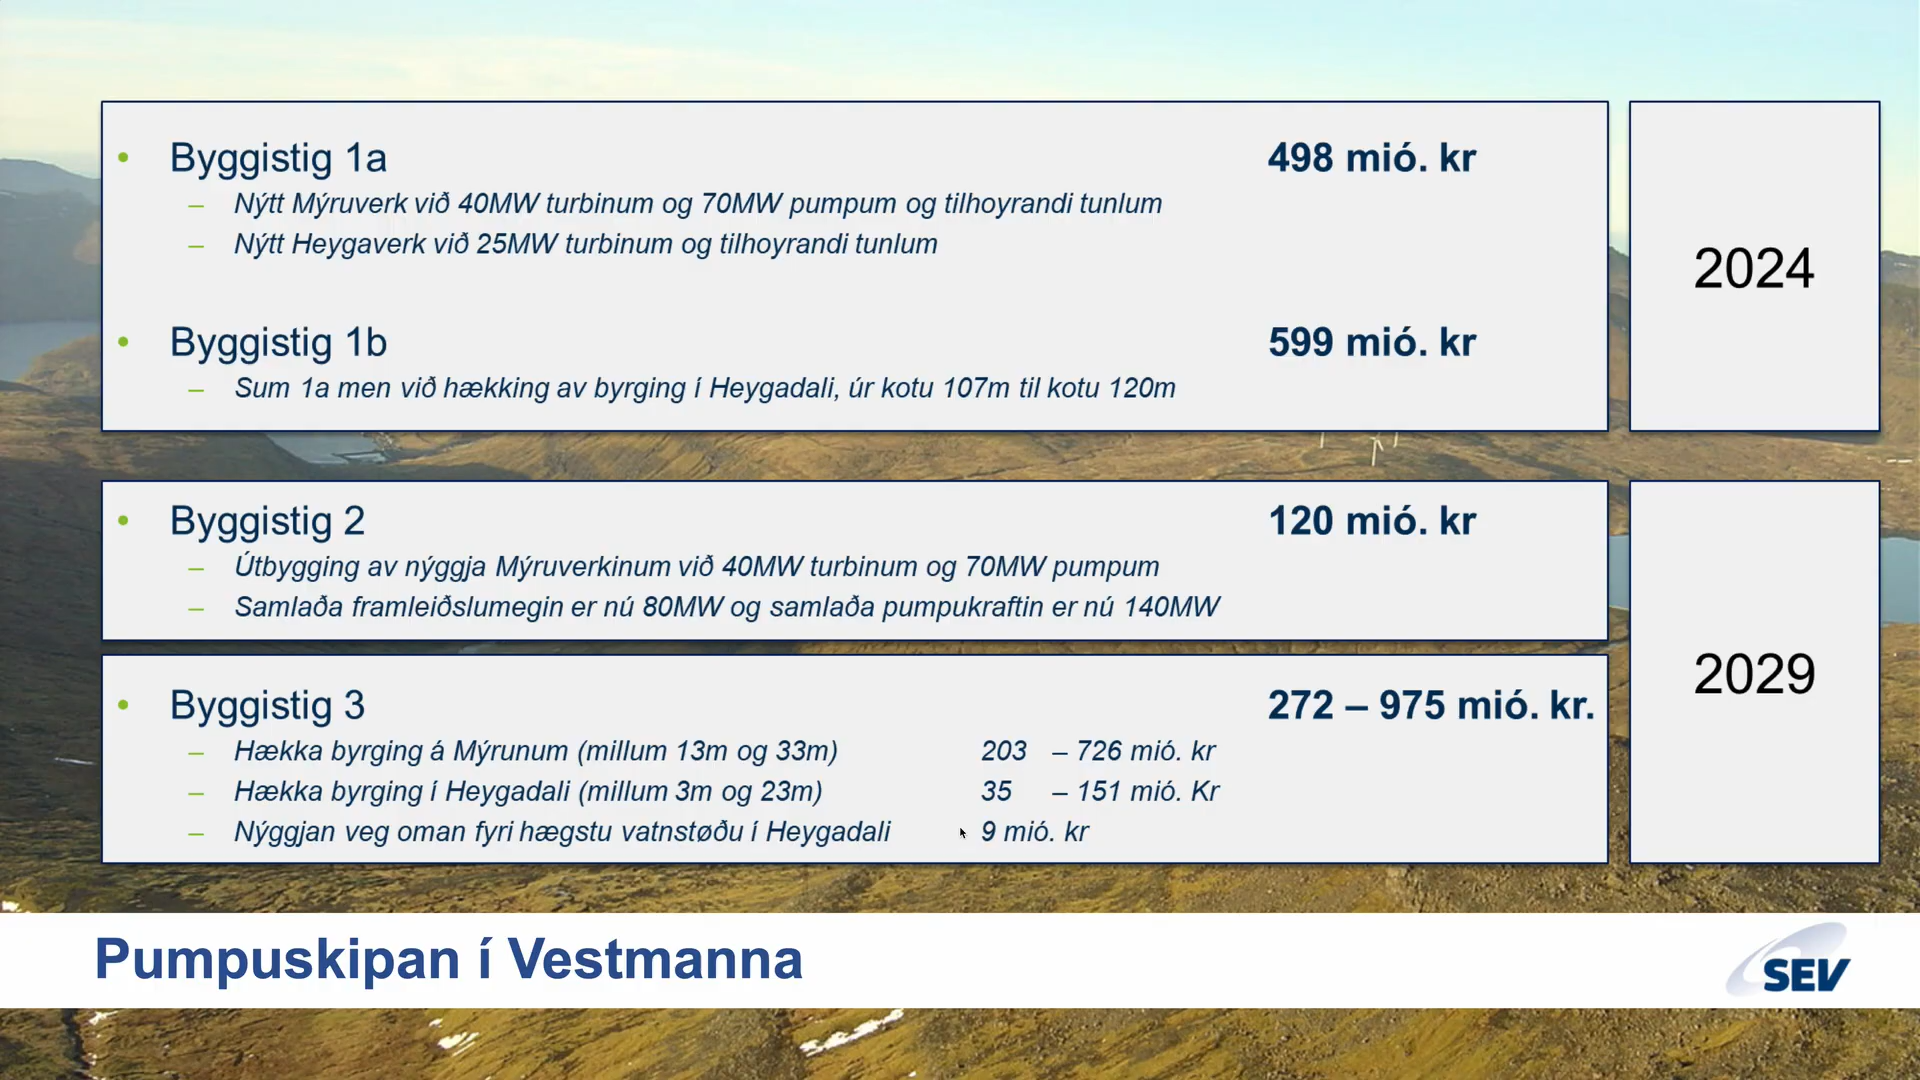 Byggistig 1a 498 mió. kr
Nýtt Mýruverk við 40MW turbinum og 70MW pumpum og tilhoyrandi tunlum
Nýtt Heygaverk við 25MW turbinum og tilhoyrandi tunlum
2024
Byggistig 1b 599 mió. kr
Sum 1a men við hækking av byrging í Heygadali, úr kotu 107m til kotu 120m
Byggistig 2 120 mió. kr
Útbygging av nýggja Mýruverkinum við 40MW turbinum og 70MW pumpum
Samlaða framleiðslumegin er nú 80MW og samlaða pumpukraftin er nú 140MW
2029
Byggistig 3 272 – 975 mió. kr.
Hækka byrging á Mýrunum (millum 13m og 33m) 203 – 726 mió. kr
Hækka byrging í Heygadali (millum 3m og 23m) 35 – 151 mió. Kr
Nýggjan veg oman fyri hægstu vatnstøðu í Heygadali 9 mió. kr
Pumpuskipan í Vestmanna
SEV